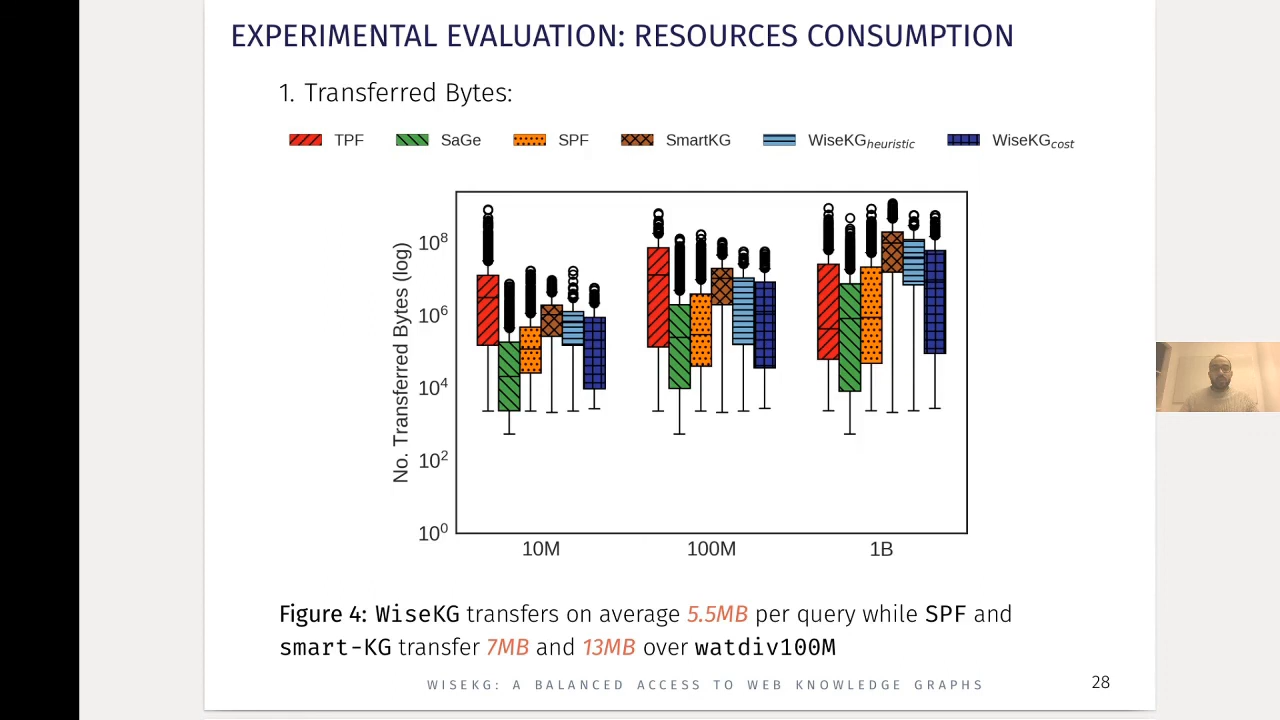 EXPERIMENTAL EVALUATION: RESOURCES CONSUMPTION
1. Transferred Bytes:
TPF SaGe SPF SmartKG WiseKG_heuristic WiseKG_cost
No. Transferred Bytes (log)
10^8
10^6
10^4
10^2
10^0
10M 100M 1B
Figure 4: WiseKG transfers on average 5.5MB per query while SPF and
smart-KG transfer 7MB and 13MB over watdiv100M
WISEKG: A BALANCED ACCESS TO WEB KNOWLEDGE GRAPHS 28